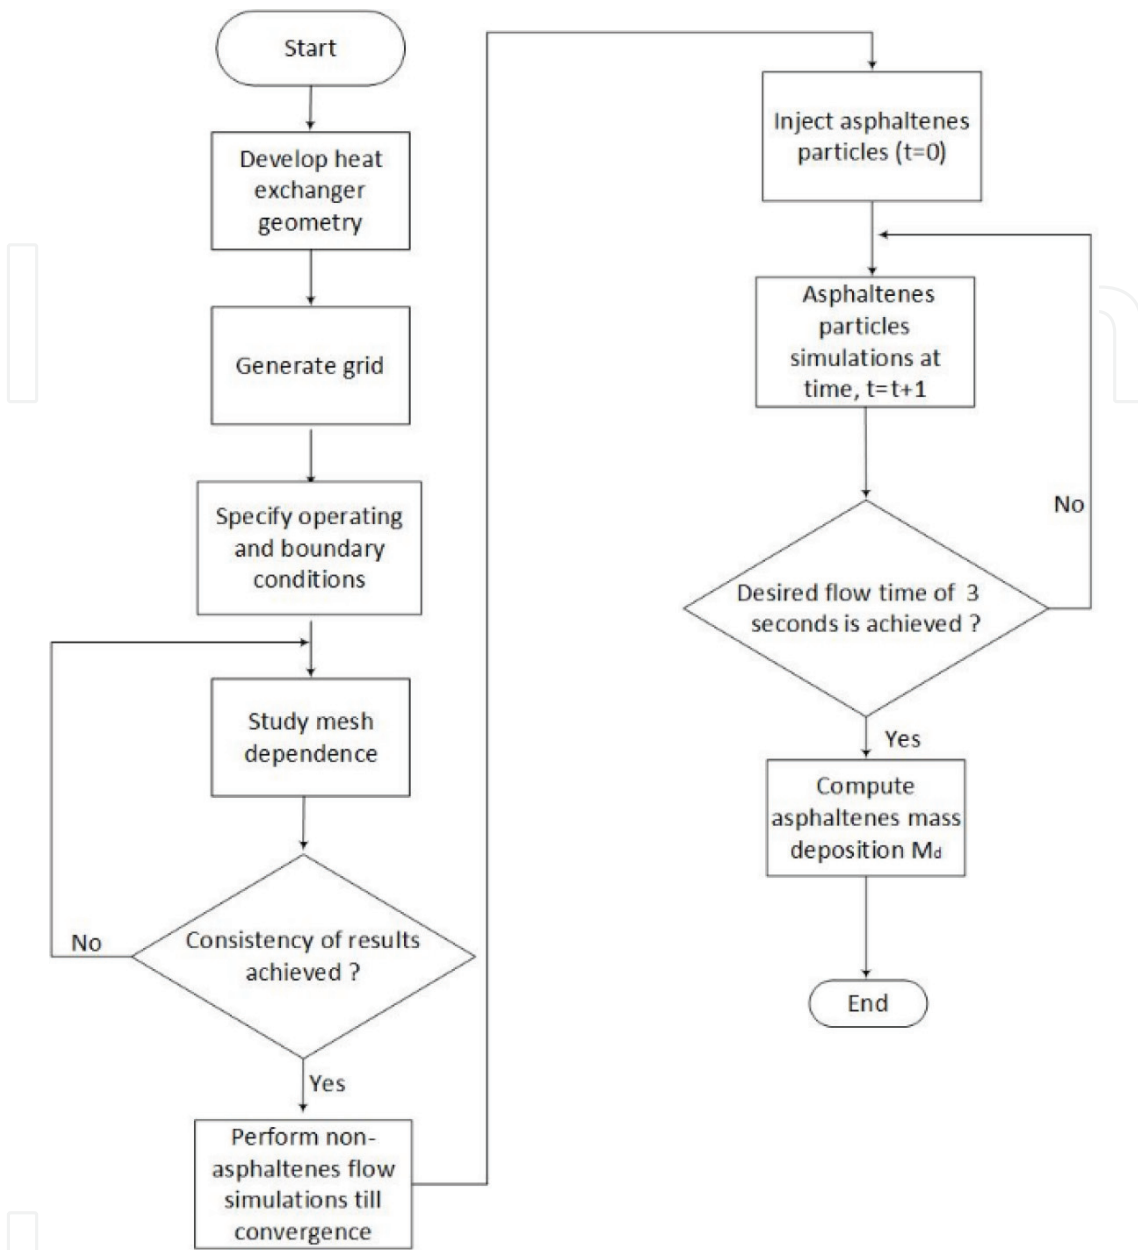 Start
Develop heat
exchanger
geometry
Generate grid
Specify operating
and boundary
conditions
Study mesh
dependence
Consistency of results
achieved ?
No
Yes
Perform non-
asphaltenes flow
simulations till
convergence
Inject asphaltenes
particles (t=0)
Asphaltenes
particles
simulations at
time, t=t+1
Desired flow time of 3
seconds is achieved ?
No
Yes
Compute
asphaltenes mass
deposition Md
End